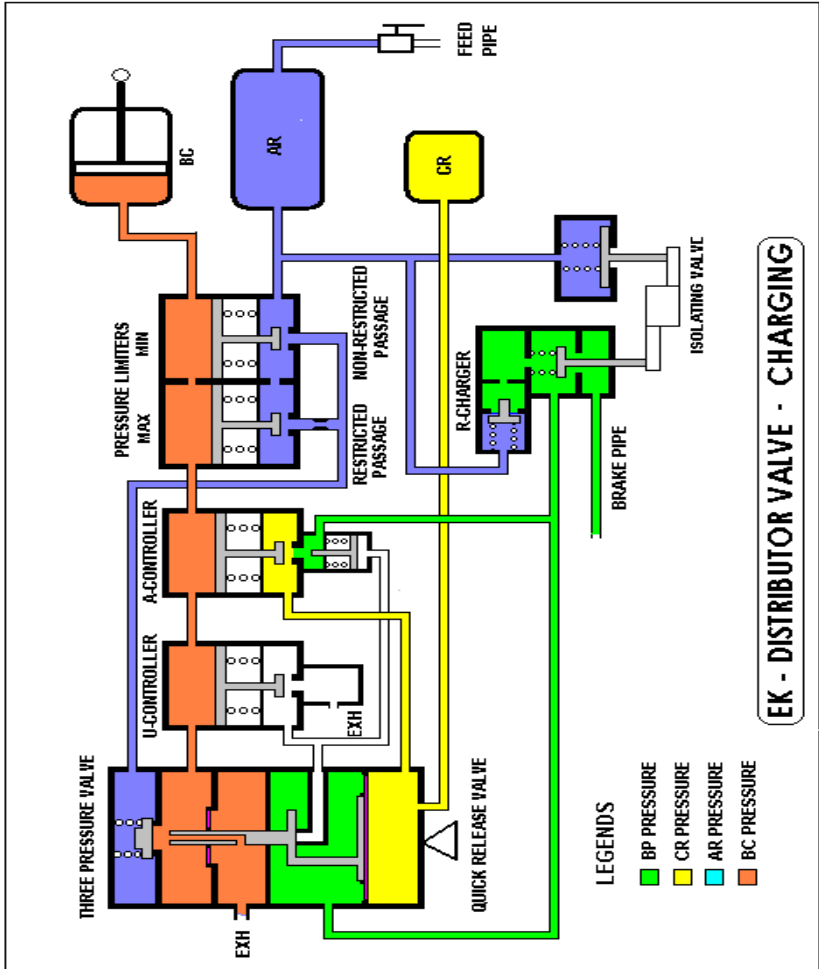 FEED
PIPE
BC
AR
CR
PRESSURE LIMITERS
MAX
MIN
RESTRICTED
PASSAGE
NON-RESTRICTED
PASSAGE
A-CONTROLLER
U-CONTROLLER
EXH
THREE PRESSURE VALVE
EXH
QUICK RELEASE VALVE
R-CHARGER
BRAKE PIPE
ISOLATING VALVE
LEGENDS
BP PRESSURE
CR PRESSURE
AR PRESSURE
BC PRESSURE
EK - DISTRIBUTOR VALVE - CHARGING